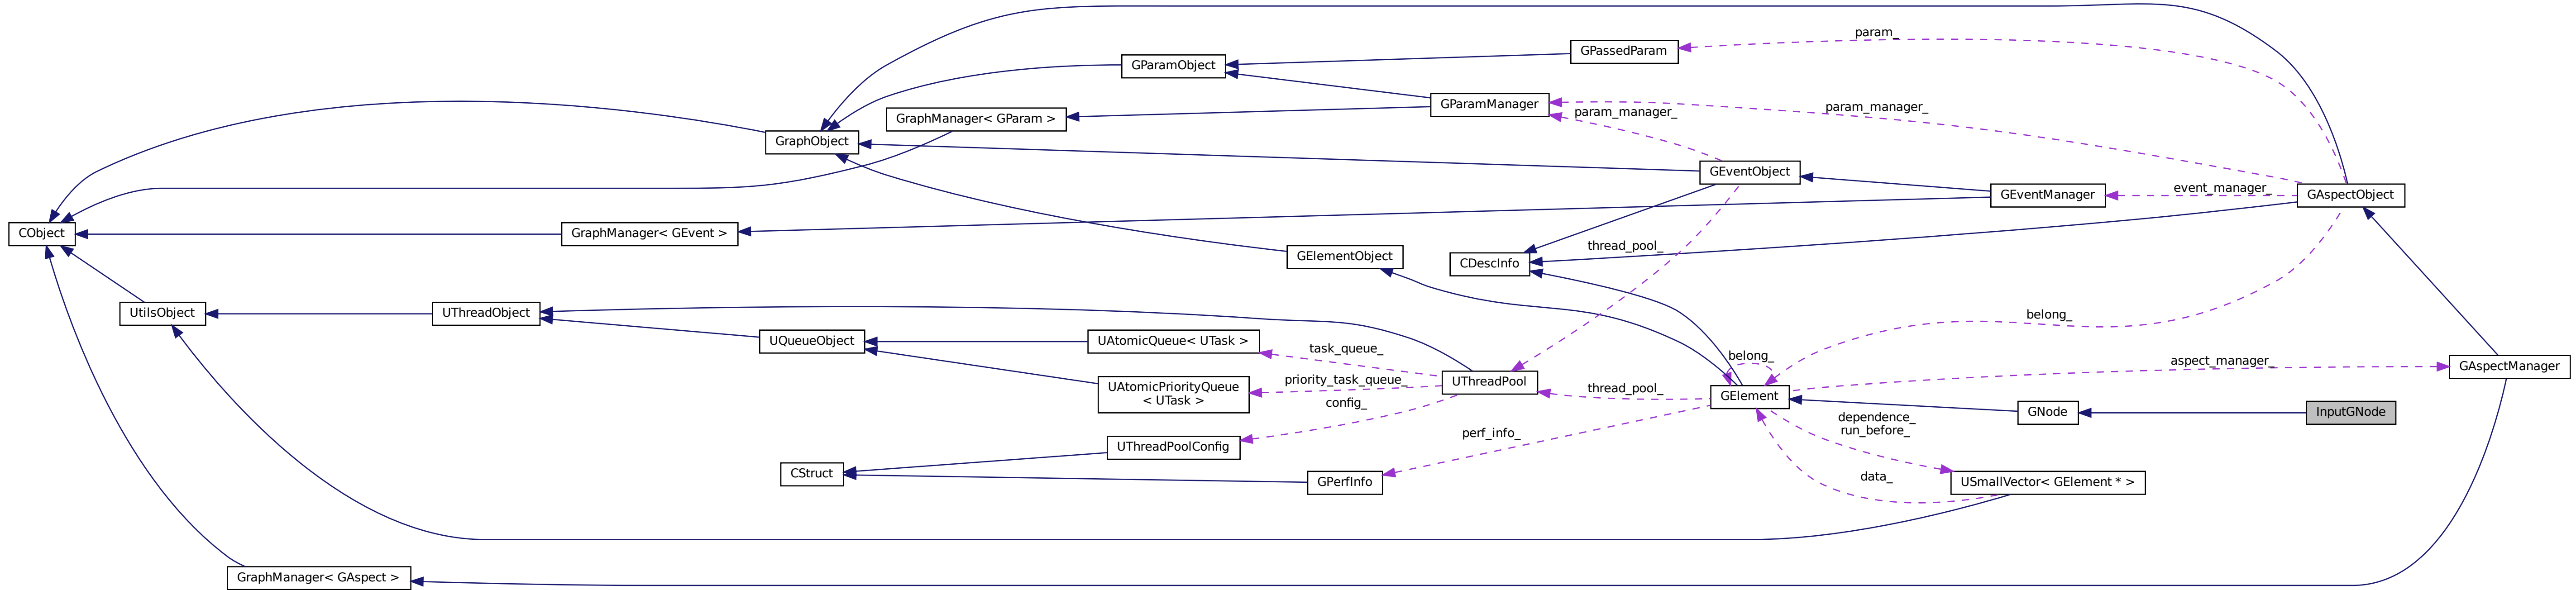 param_
GPassedParam
GParamObject
GParamManager
param_manager_
param_manager_
GraphManager< GParam >
GraphObject
GEventObject
GEventManager
event_manager_
GAspectObject
CObject
GraphManager< GEvent >
thread_pool_
GElementObject
CDescInfo
UtilsObject
UThreadObject
belong_
UQueueObject
UAtomicQueue< UTask >
task_queue_
belong_
aspect_manager_
GAspectManager
UAtomicPriorityQueue
< UTask >
priority_task_queue_
UThreadPool
thread_pool_
GElement
config_
GNode
InputGNode
dependence_
run_before_
perf_info_
UThreadPoolConfig
CStruct
GPerfInfo
data_
USmallVector< GElement * >
GraphManager< GAspect >